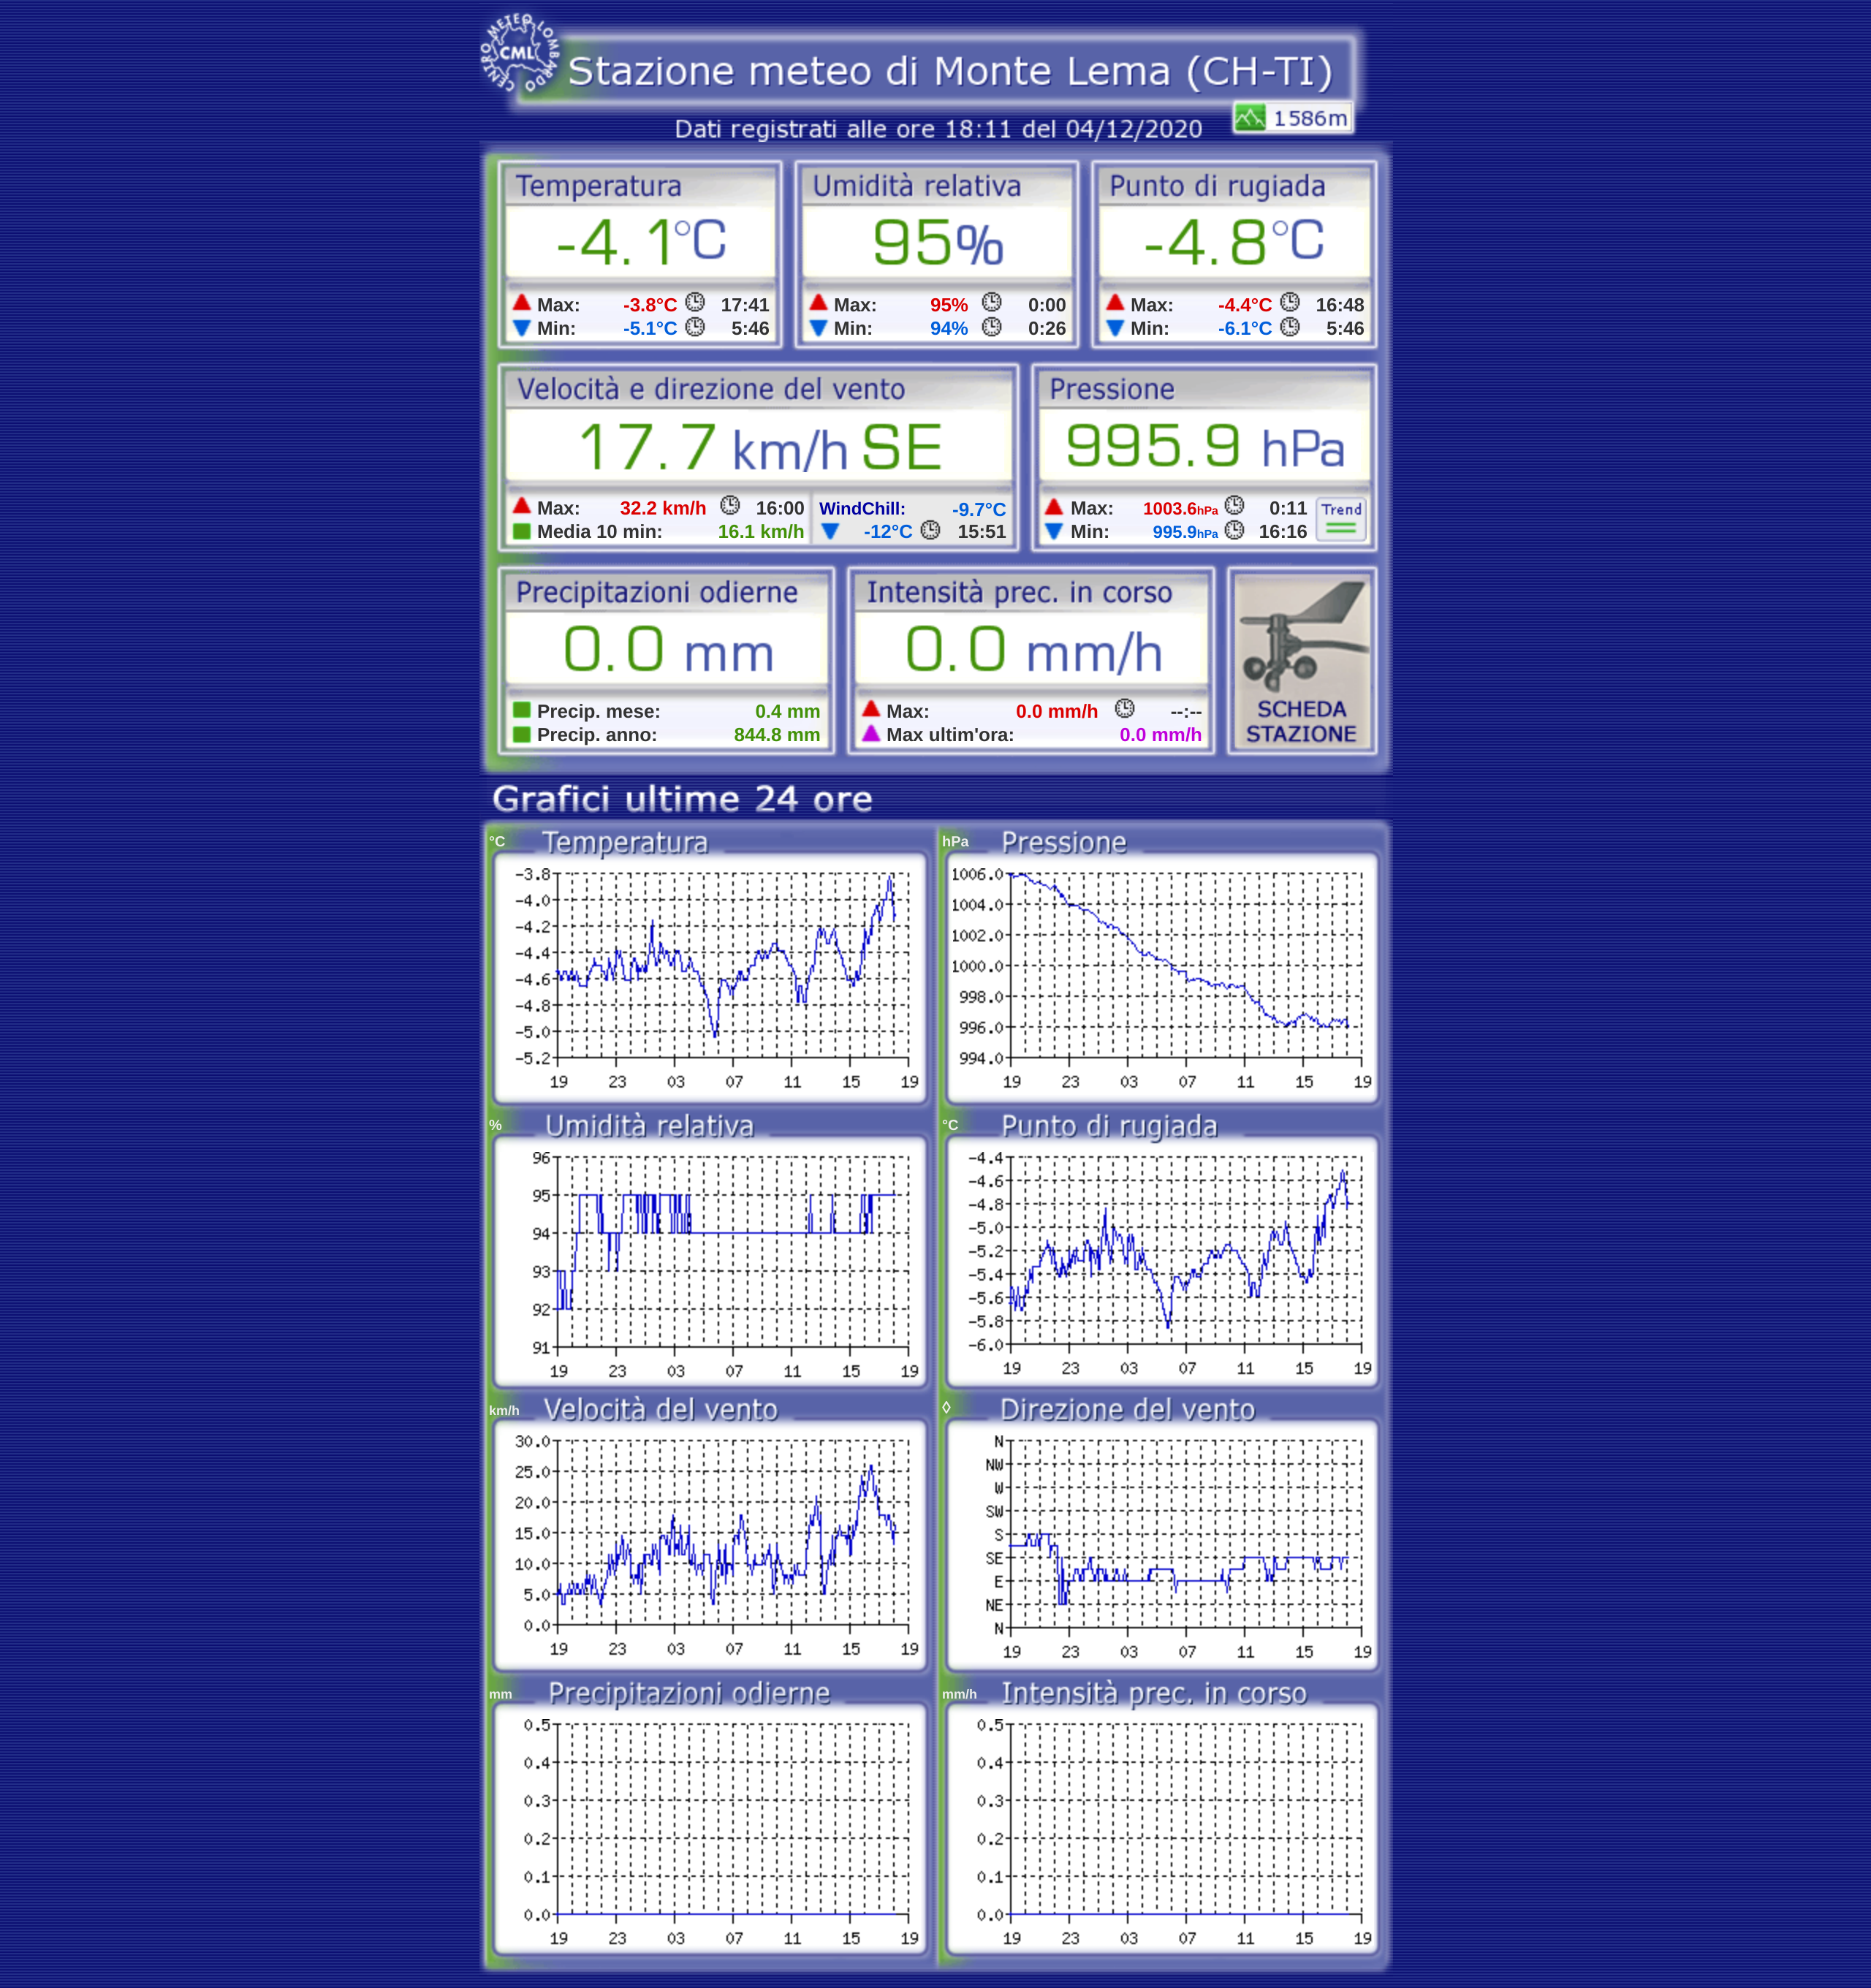 CENTRO METEO LOMBARDO
CML
Stazione meteo di Monte Lema (CH-TI)
1586m
Dati registrati alle ore 18:11 del 04/12/2020
Temperatura
-4.1°C
Max: -3.8°C 17:41
Min: -5.1°C 5:46
Umidità relativa
95%
Max: 95% 0:00
Min: 94% 0:26
Punto di rugiada
-4.8°C
Max: -4.4°C 16:48
Min: -6.1°C 5:46
Velocità e direzione del vento
17.7 km/h SE
Max: 32.2 km/h 16:00
Media 10 min: 16.1 km/h
WindChill: -9.7°C
-12°C 15:51
Pressione
995.9 hPa
Max: 1003.6hPa 0:11
Min: 995.9hPa 16:16
Trend
Precipitazioni odierne
0.0 mm
Precip. mese: 0.4 mm
Precip. anno: 844.8 mm
Intensità prec. in corso
0.0 mm/h
Max: 0.0 mm/h --:--
Max ultim'ora: 0.0 mm/h
SCHEDA
STAZIONE
Grafici ultime 24 ore
°C Temperatura
-3.8
-4.0
-4.2
-4.4
-4.6
-4.8
-5.0
-5.2
19 23 03 07 11 15 19
hPa Pressione
1006.0
1004.0
1002.0
1000.0
998.0
996.0
994.0
19 23 03 07 11 15 19
% Umidità relativa
96
95
94
93
92
91
19 23 03 07 11 15 19
°C Punto di rugiada
-4.4
-4.6
-4.8
-5.0
-5.2
-5.4
-5.6
-5.8
-6.0
19 23 03 07 11 15 19
km/h Velocità del vento
30.0
25.0
20.0
15.0
10.0
5.0
0.0
19 23 03 07 11 15 19
◊ Direzione del vento
N
NW
W
SW
S
SE
E
NE
N
19 23 03 07 11 15 19
mm Precipitazioni odierne
0.5
0.4
0.3
0.2
0.1
0.0
19 23 03 07 11 15 19
mm/h Intensità prec. in corso
0.5
0.4
0.3
0.2
0.1
0.0
19 23 03 07 11 15 19